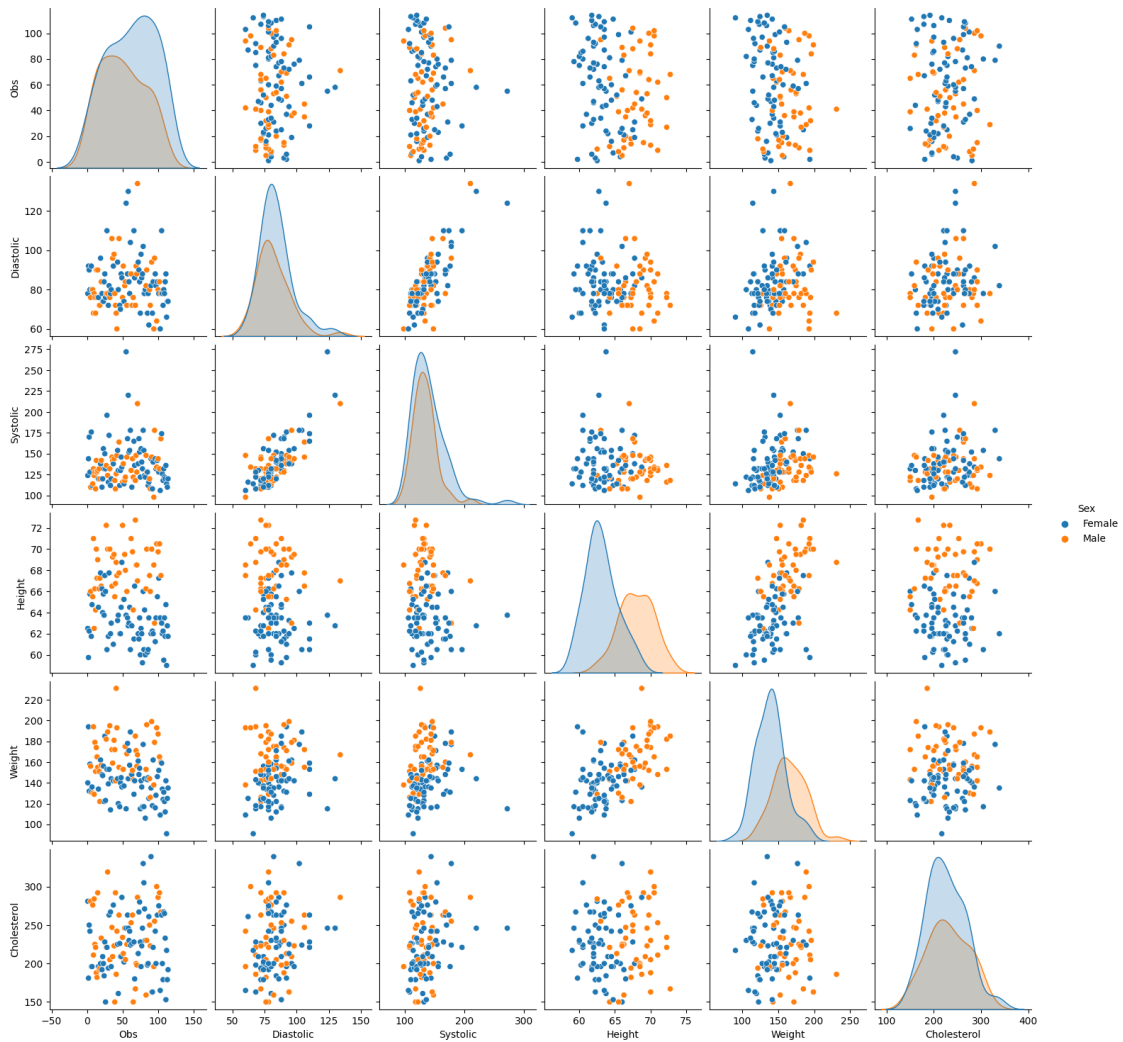 Obs
0
20
40
60
80
100
Diastolic
60
80
100
120
Systolic
100
125
150
175
200
225
250
275
Height
60
62
64
66
68
70
72
Weight
100
120
140
160
180
200
220
Cholesterol
150
200
250
300
−50 0 50 100 150
Obs
50 75 100 125 150
Diastolic
100 200 300
Systolic
60 65 70 75
Height
100 150 200 250
Weight
100 200 300 400
Cholesterol
Sex
Female
Male